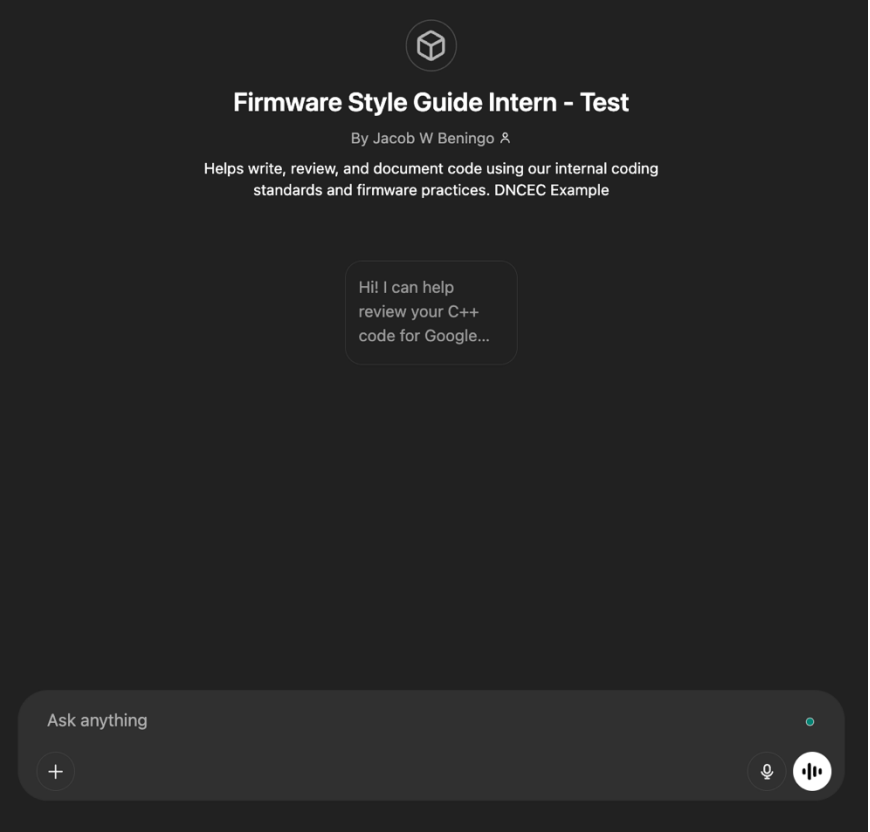 Firmware Style Guide Intern - Test
By Jacob W Beningo
Helps write, review, and document code using our internal coding
standards and firmware practices. DNCEC Example
Hi! I can help
review your C++
code for Google...
Ask anything